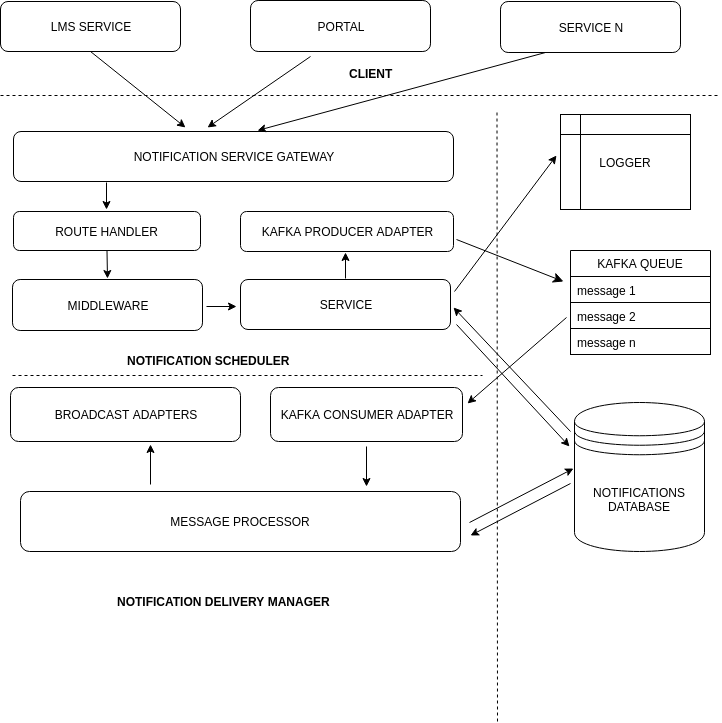 LMS SERVICE
PORTAL
SERVICE N
CLIENT
NOTIFICATION SERVICE GATEWAY
LOGGER
ROUTE HANDLER
KAFKA PRODUCER ADAPTER
KAFKA QUEUE
message 1
message 2
message n
MIDDLEWARE
SERVICE
NOTIFICATION SCHEDULER
BROADCAST ADAPTERS
KAFKA CONSUMER ADAPTER
NOTIFICATIONS
DATABASE
MESSAGE PROCESSOR
NOTIFICATION DELIVERY MANAGER